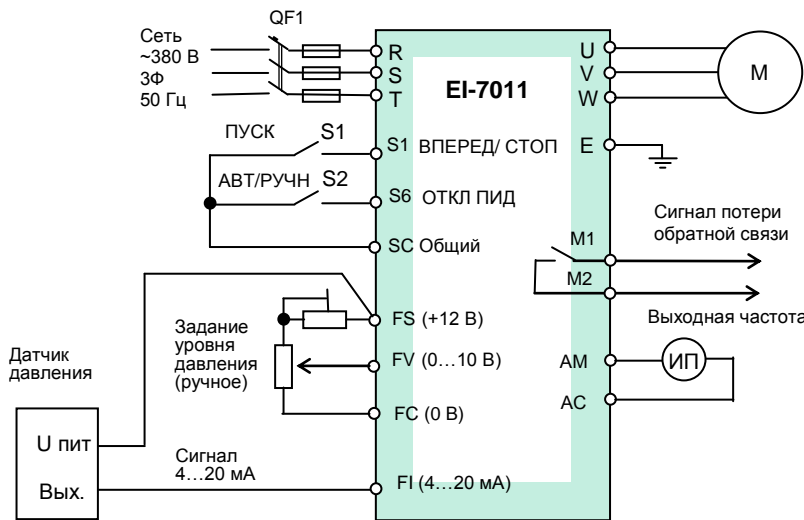 QF1
Сеть
~380 В
3Ф
50 Гц
R
S
T
EI-7011
U
V
W
М
ПУСК
S1
S1 ВПЕРЕД/ СТОП
E
АВТ/РУЧН
S2
S6 ОТКЛ ПИД
SC Общий
Сигнал потери
обратной связи
M1
M2
Выходная частота
Задание
уровня
давления
(ручное)
FS (+12 В)
FV (0...10 В)
FC (0 В)
AM
AC
ИП
Датчик
давления
U пит
Вых.
Сигнал
4...20 мА
FI (4...20 мА)